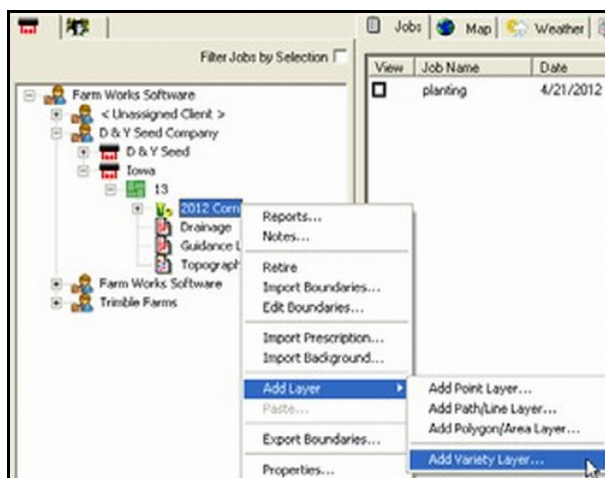 Jobs Map Weather
Filter Jobs by Selection
View Job Name Date
planting 4/21/2012
Farm Works Software
< Unassigned Client >
D & Y Seed Company
D & Y Seed
Iowa
13
2012 Corn
Drainage
Guidance L
Topograph
Farm Works Software
Trimble Farms
Reports...
Notes...
Retire
Import Boundaries...
Edit Boundaries...
Import Prescription...
Import Background...
Add Layer
Paste...
Export Boundaries...
Properties...
Add Point Layer...
Add Path/Line Layer...
Add Polygon/Area Layer...
Add Variety Layer...